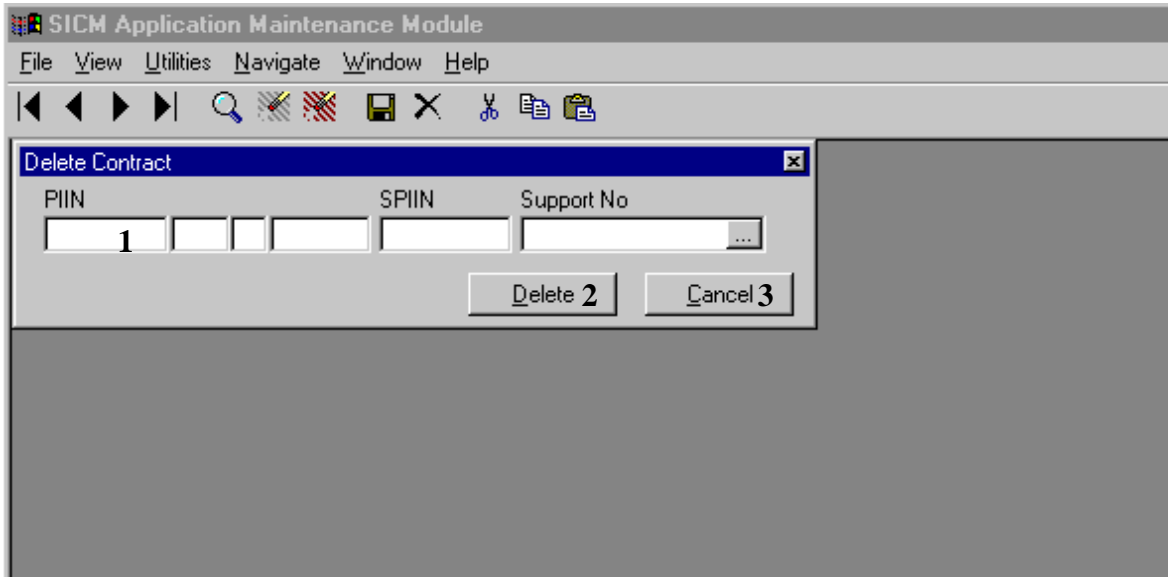 SICM Application Maintenance Module
File View Utilities Navigate Window Help
Delete Contract
PIIN SPIIN Support No
1 ...
Delete 2 Cancel 3